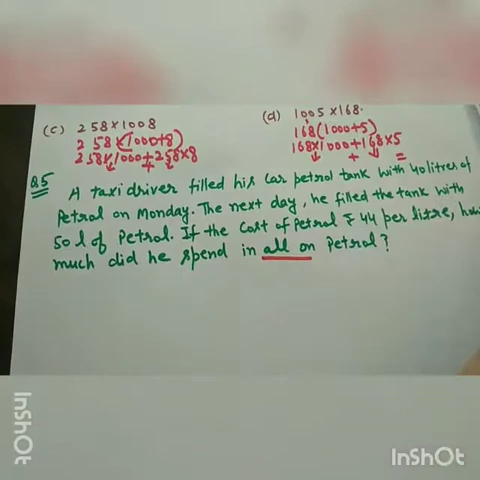 (c) 258×1008
258×(1000+8)
258×1000+258×8
(d) 1005×168
168(1000+5)
168×1000+168×5
Q.5 A taxi driver filled his car petrol tank with 40 litres of
Petrol on Monday. The next day, he filled the tank with
50 l of Petrol. If the cost of Petrol ₹ 44 per litre, how
much did he spend in all on Petrol?
InShOt
InShOt